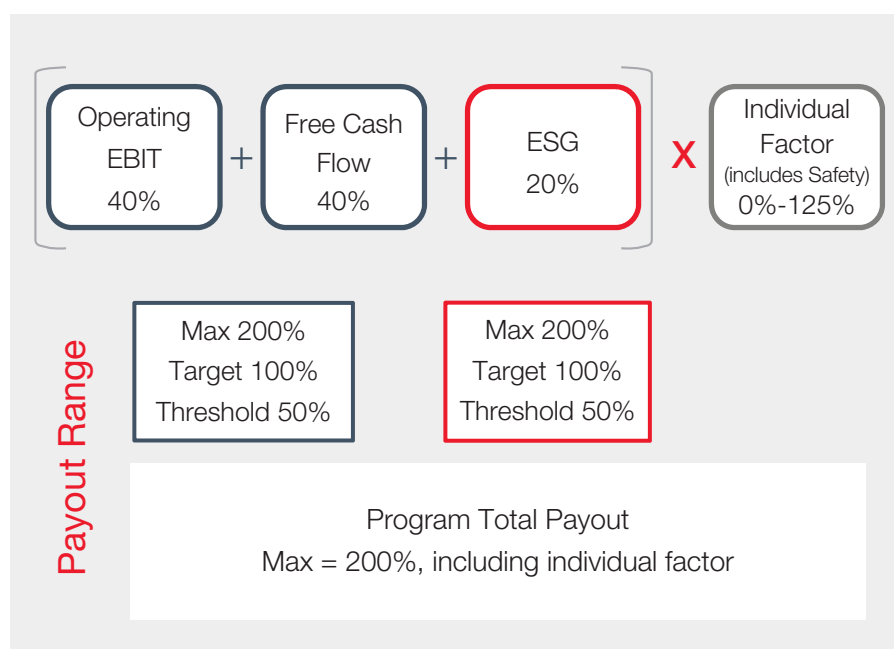 Operating
EBIT
40%
+
Free Cash
Flow
40%
+
ESG
20%
X
Individual
Factor
(includes Safety)
0%-125%
Payout Range
Max 200%
Target 100%
Threshold 50%
Max 200%
Target 100%
Threshold 50%
Program Total Payout
Max = 200%, including individual factor